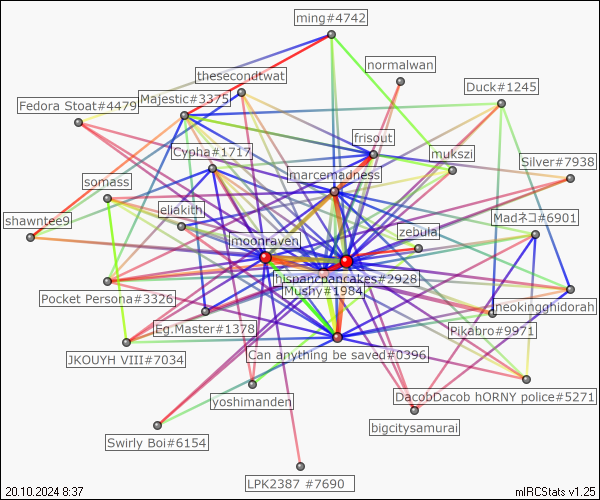 ming#4742
normalwan
thesecondtwat
Duck#1245
Majestic#3375
Fedora Stoat#4479
frisout
Cypha#1717
mukszi
Silver#7938
marcemadness
somass
eliakith
shawntee9
Madネコ#6901
zebula
moonraven
hispancpancakes#2928
Mushy#1984
Pocket Persona#3326
neokingghidorah
Eg.Master#1378
Pikabro#9971
Can anything be saved#0396
JKOUYH VIII#7034
DacobDacob hORNY police#5271
yoshimanden
bigcitysamurai
Swirly Boi#6154
LPK2387 #7690
20.10.2024 8:37
mIRCStats v1.25